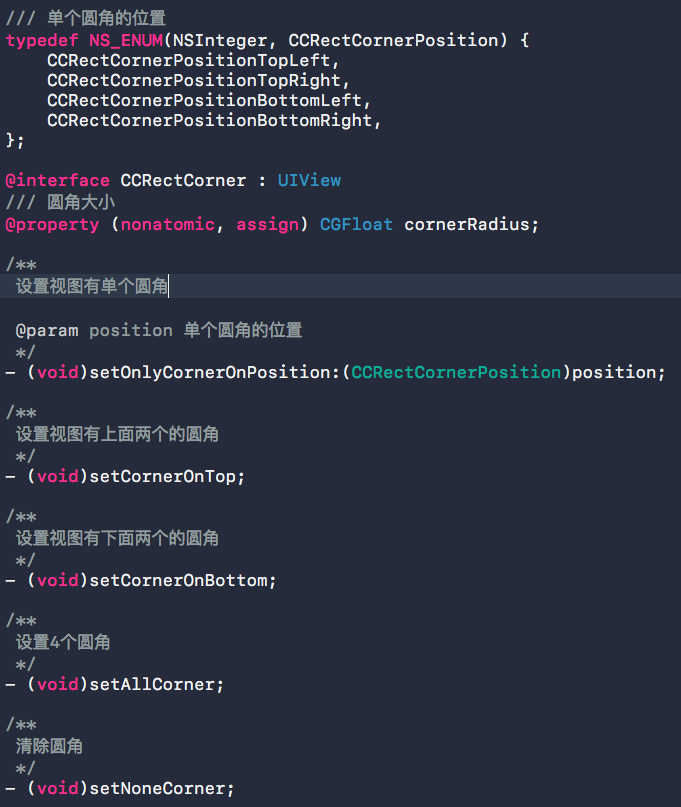 /// 单个圆角的位置
typedef NS_ENUM(NSInteger, CCRectCornerPosition) {
    CCRectCornerPositionTopLeft,
    CCRectCornerPositionTopRight,
    CCRectCornerPositionBottomLeft,
    CCRectCornerPositionBottomRight,
};

@interface CCRectCorner : UIView
/// 圆角大小
@property (nonatomic, assign) CGFloat cornerRadius;

/**
 设置视图有单个圆角

 @param position 单个圆角的位置
 */
- (void)setOnlyCornerOnPosition:(CCRectCornerPosition)position;

/**
 设置视图有上面两个的圆角
 */
- (void)setCornerOnTop;

/**
 设置视图有下面两个的圆角
 */
- (void)setCornerOnBottom;

/**
 设置4个圆角
 */
- (void)setAllCorner;

/**
 清除圆角
 */
- (void)setNoneCorner;